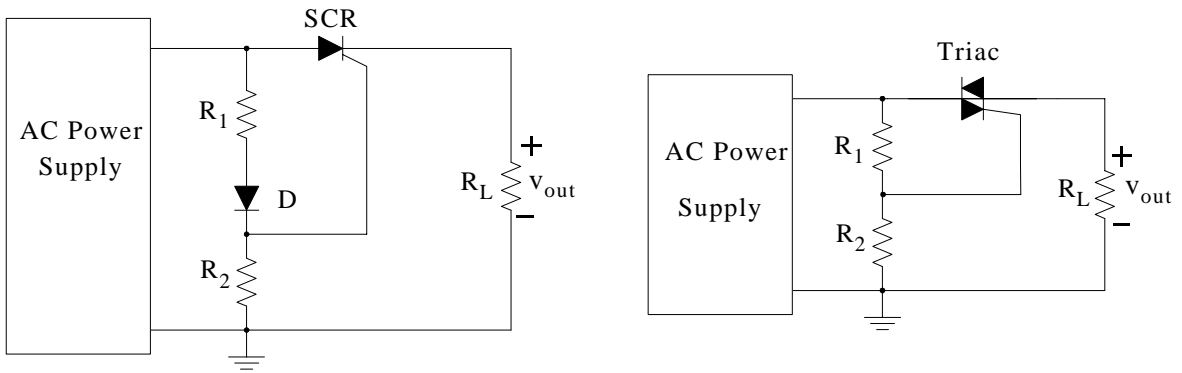 SCR
AC Power
Supply
R1
D
R2
RL
+
vout
−
Triac
AC Power
Supply
R1
R2
RL
+
vout
−